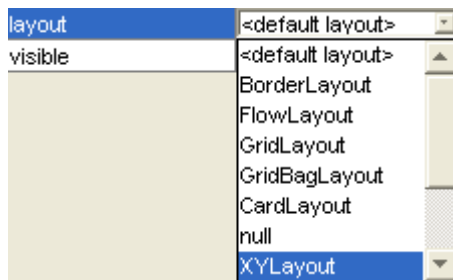 layout <default layout>
visible <default layout>
BorderLayout
FlowLayout
GridLayout
GridBagLayout
CardLayout
null
XYLayout